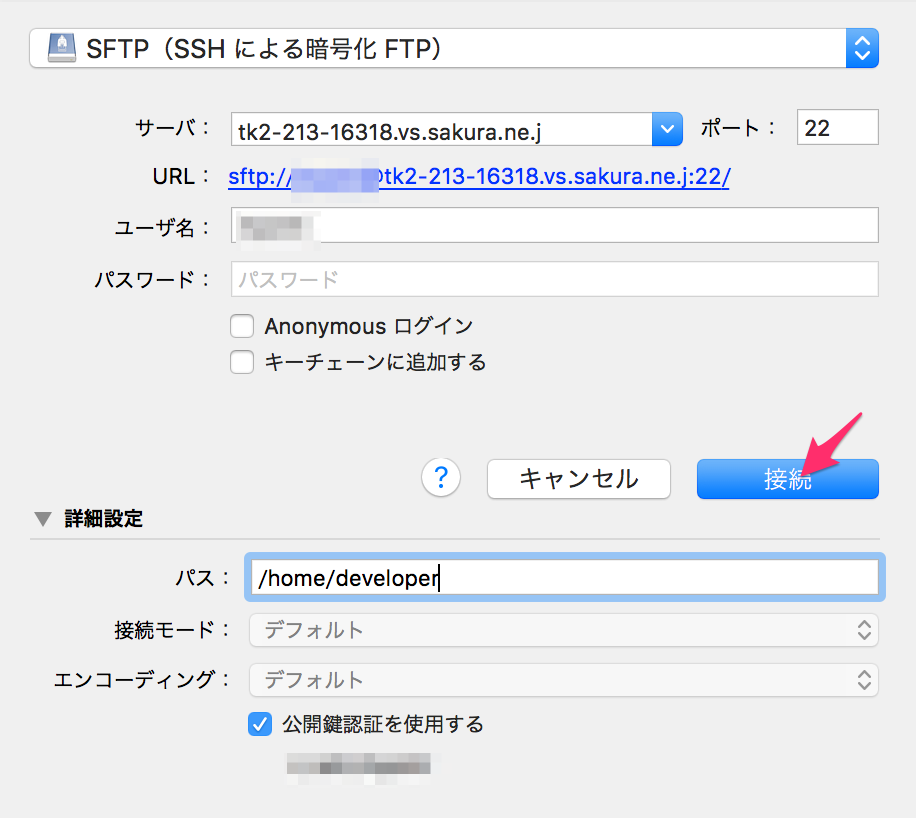 SFTP（SSH による暗号化 FTP）
サーバ： tk2-213-16318.vs.sakura.ne.j ポート： 22
URL： sftp://@tk2-213-16318.vs.sakura.ne.j:22/
ユーザ名：
パスワード： パスワード
Anonymous ログイン
キーチェーンに追加する
? キャンセル 接続
詳細設定
パス： /home/developer
接続モード： デフォルト
エンコーディング： デフォルト
公開鍵認証を使用する